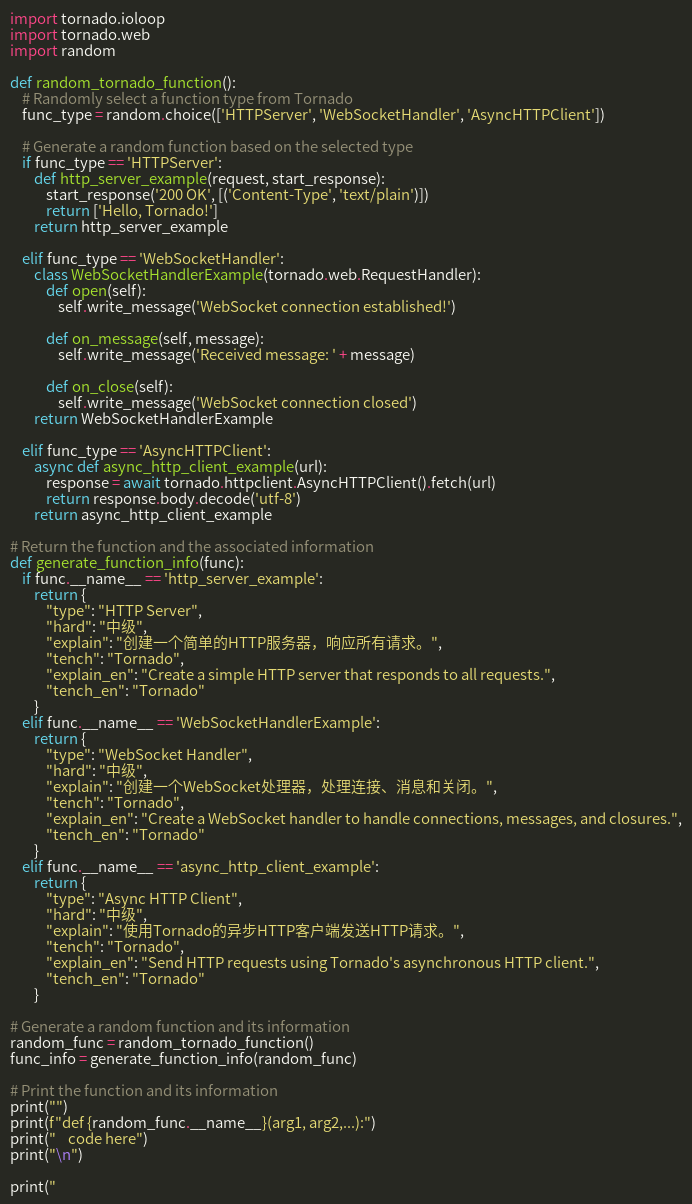 import tornado.ioloop
import tornado.web
import random

def random_tornado_function():
    # Randomly select a function type from Tornado
    func_type = random.choice(['HTTPServer', 'WebSocketHandler', 'AsyncHTTPClient'])

    # Generate a random function based on the selected type
    if func_type == 'HTTPServer':
        def http_server_example(request, start_response):
            start_response('200 OK', [('Content-Type', 'text/plain')])
            return ['Hello, Tornado!']
        return http_server_example

    elif func_type == 'WebSocketHandler':
        class WebSocketHandlerExample(tornado.web.RequestHandler):
            def open(self):
                self.write_message('WebSocket connection established!')

            def on_message(self, message):
                self.write_message('Received message: ' + message)

            def on_close(self):
                self.write_message('WebSocket connection closed')
        return WebSocketHandlerExample

    elif func_type == 'AsyncHTTPClient':
        async def async_http_client_example(url):
            response = await tornado.httpclient.AsyncHTTPClient().fetch(url)
            return response.body.decode('utf-8')
        return async_http_client_example

# Return the function and the associated information
def generate_function_info(func):
    if func.__name__ == 'http_server_example':
        return {
            "type": "HTTP Server",
            "hard": "中级",
            "explain": "创建一个简单的HTTP服务器，响应所有请求。",
            "tench": "Tornado",
            "explain_en": "Create a simple HTTP server that responds to all requests.",
            "tench_en": "Tornado"
        }
    elif func.__name__ == 'WebSocketHandlerExample':
        return {
            "type": "WebSocket Handler",
            "hard": "中级",
            "explain": "创建一个WebSocket处理器，处理连接、消息和关闭。",
            "tench": "Tornado",
            "explain_en": "Create a WebSocket handler to handle connections, messages, and closures.",
            "tench_en": "Tornado"
        }
    elif func.__name__ == 'async_http_client_example':
        return {
            "type": "Async HTTP Client",
            "hard": "中级",
            "explain": "使用Tornado的异步HTTP客户端发送HTTP请求。",
            "tench": "Tornado",
            "explain_en": "Send HTTP requests using Tornado's asynchronous HTTP client.",
            "tench_en": "Tornado"
        }

# Generate a random function and its information
random_func = random_tornado_function()
func_info = generate_function_info(random_func)

# Print the function and its information
print("")
print(f"def {random_func.__name__}(arg1, arg2,...):")
print("    code here")
print("\n")

print("